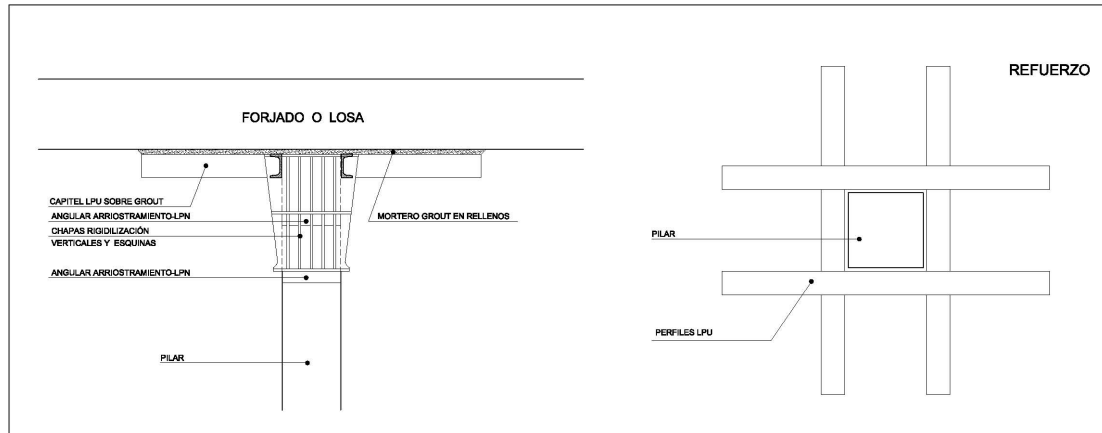 REFUERZO
FORJADO O LOSA
CAPITEL LPU SOBRE GROUT
ANGULAR ARRIOSTRAMIENTO-LPN
CHAPAS RIGIDILIZACIÓN
VERTICALES Y ESQUINAS
ANGULAR ARRIOSTRAMIENTO-LPN
MORTERO GROUT EN RELLENOS
PILAR
PILAR
PERFILES LPU